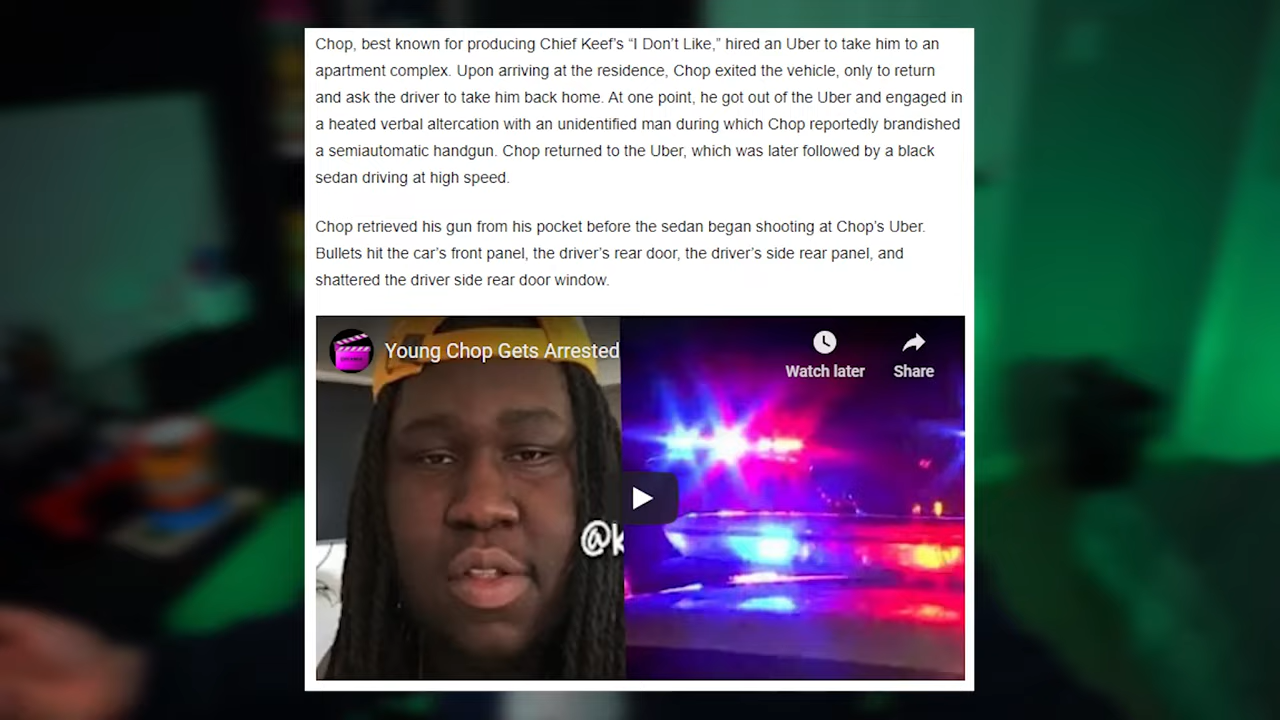 Chop, best known for producing Chief Keef’s “I Don’t Like,” hired an Uber to take him to an
apartment complex. Upon arriving at the residence, Chop exited the vehicle, only to return
and ask the driver to take him back home. At one point, he got out of the Uber and engaged in
a heated verbal altercation with an unidentified man during which Chop reportedly brandished
a semiautomatic handgun. Chop returned to the Uber, which was later followed by a black
sedan driving at high speed.
Chop retrieved his gun from his pocket before the sedan began shooting at Chop’s Uber.
Bullets hit the car’s front panel, the driver’s rear door, the driver’s side rear panel, and
shattered the driver side rear door window.
Young Chop Gets Arrested
Watch later
Share